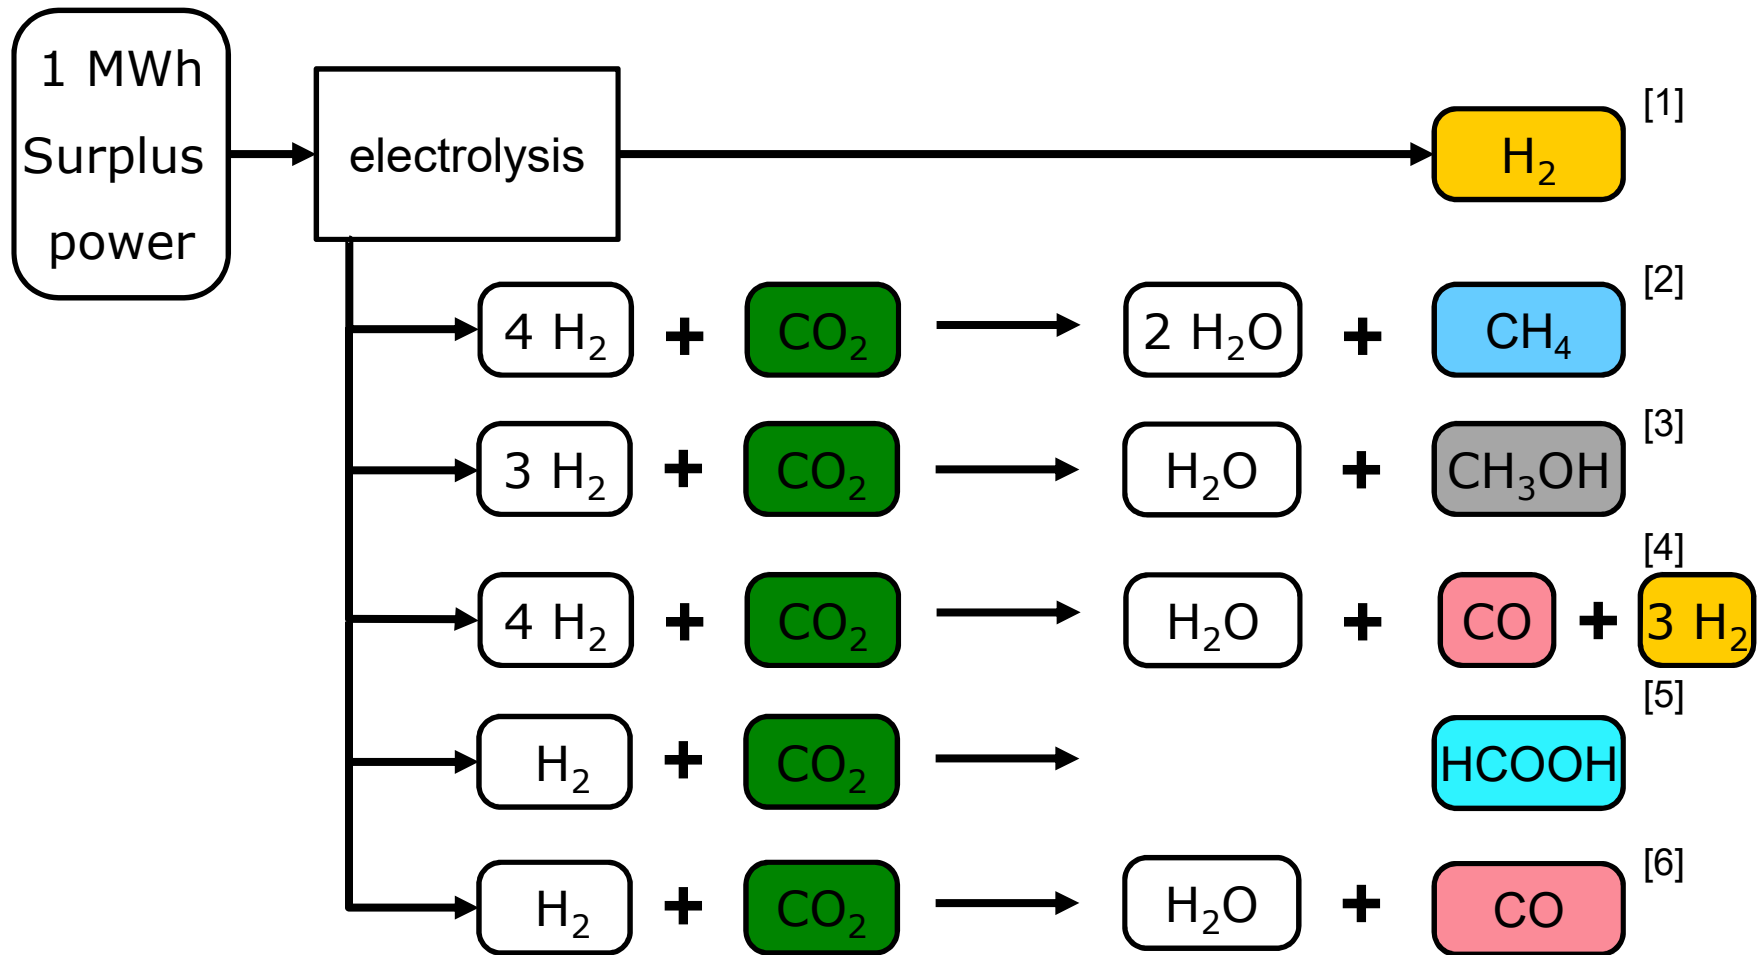 1 MWh
Surplus
power
electrolysis
[1]
H₂
4 H₂ + CO₂ 2 H₂O + CH₄ [2]
3 H₂ + CO₂ H₂O + CH₃OH [3]
4 H₂ + CO₂ H₂O + CO + 3 H₂ [4]
H₂ + CO₂ HCOOH [5]
H₂ + CO₂ H₂O + CO [6]